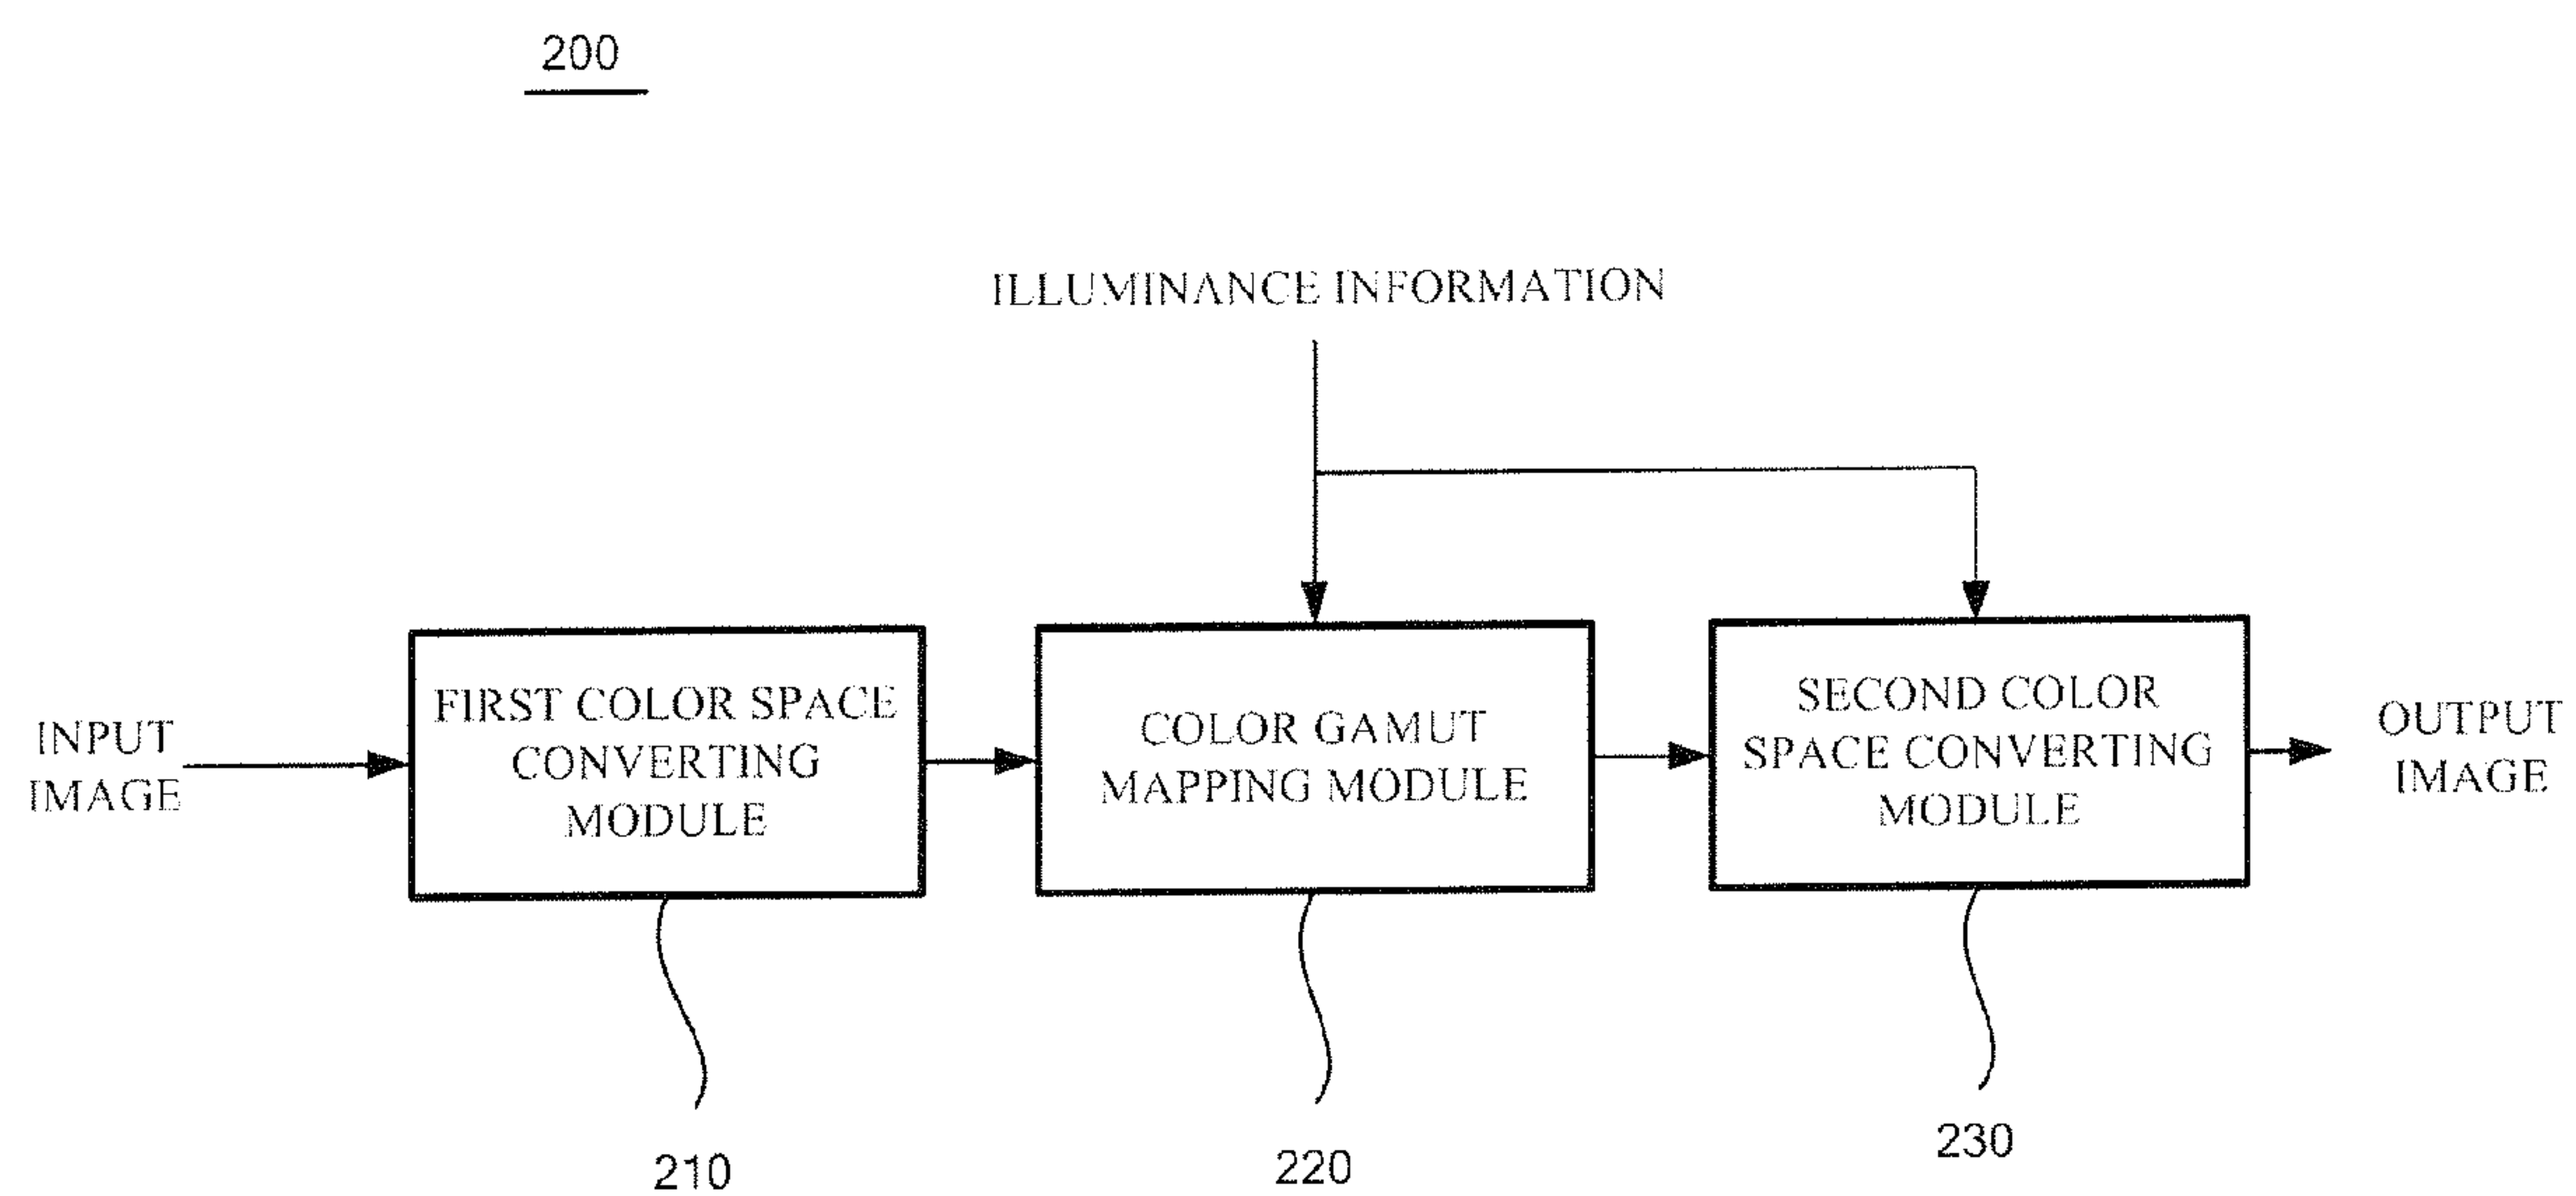 200
ILLUMINANCE INFORMATION
INPUT
IMAGE
FIRST COLOR SPACE
CONVERTING
MODULE
COLOR GAMUT
MAPPING MODULE
SECOND COLOR
SPACE CONVERTING
MODULE
OUTPUT
IMAGE
210
220
230